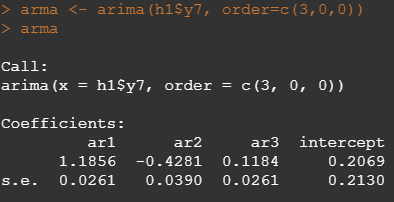 > arma <- arima(h1$y7, order=c(3,0,0))
> arma
Call:
arima(x = h1$y7, order = c(3, 0, 0))
Coefficients:
ar1 ar2 ar3 intercept
1.1856 -0.4281 0.1184 0.2069
s.e. 0.0261 0.0390 0.0261 0.2130